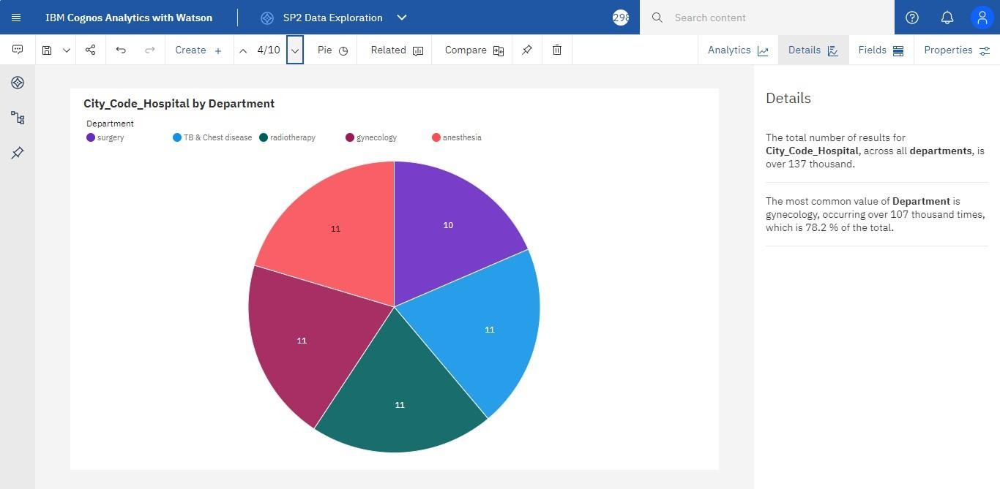 IBM Cognos Analytics with Watson
SP2 Data Exploration
298
Search content
Create +
4/10
Pie
Related
Compare
Analytics
Details
Fields
Properties
City_Code_Hospital by Department
Department
surgery
TB & Chest disease
radiotherapy
gynecology
anesthesia
11
10
11
11
11
Details
The total number of results for
City_Code_Hospital, across all departments, is
over 137 thousand.
The most common value of Department is
gynecology, occurring over 107 thousand times,
which is 78.2 % of the total.